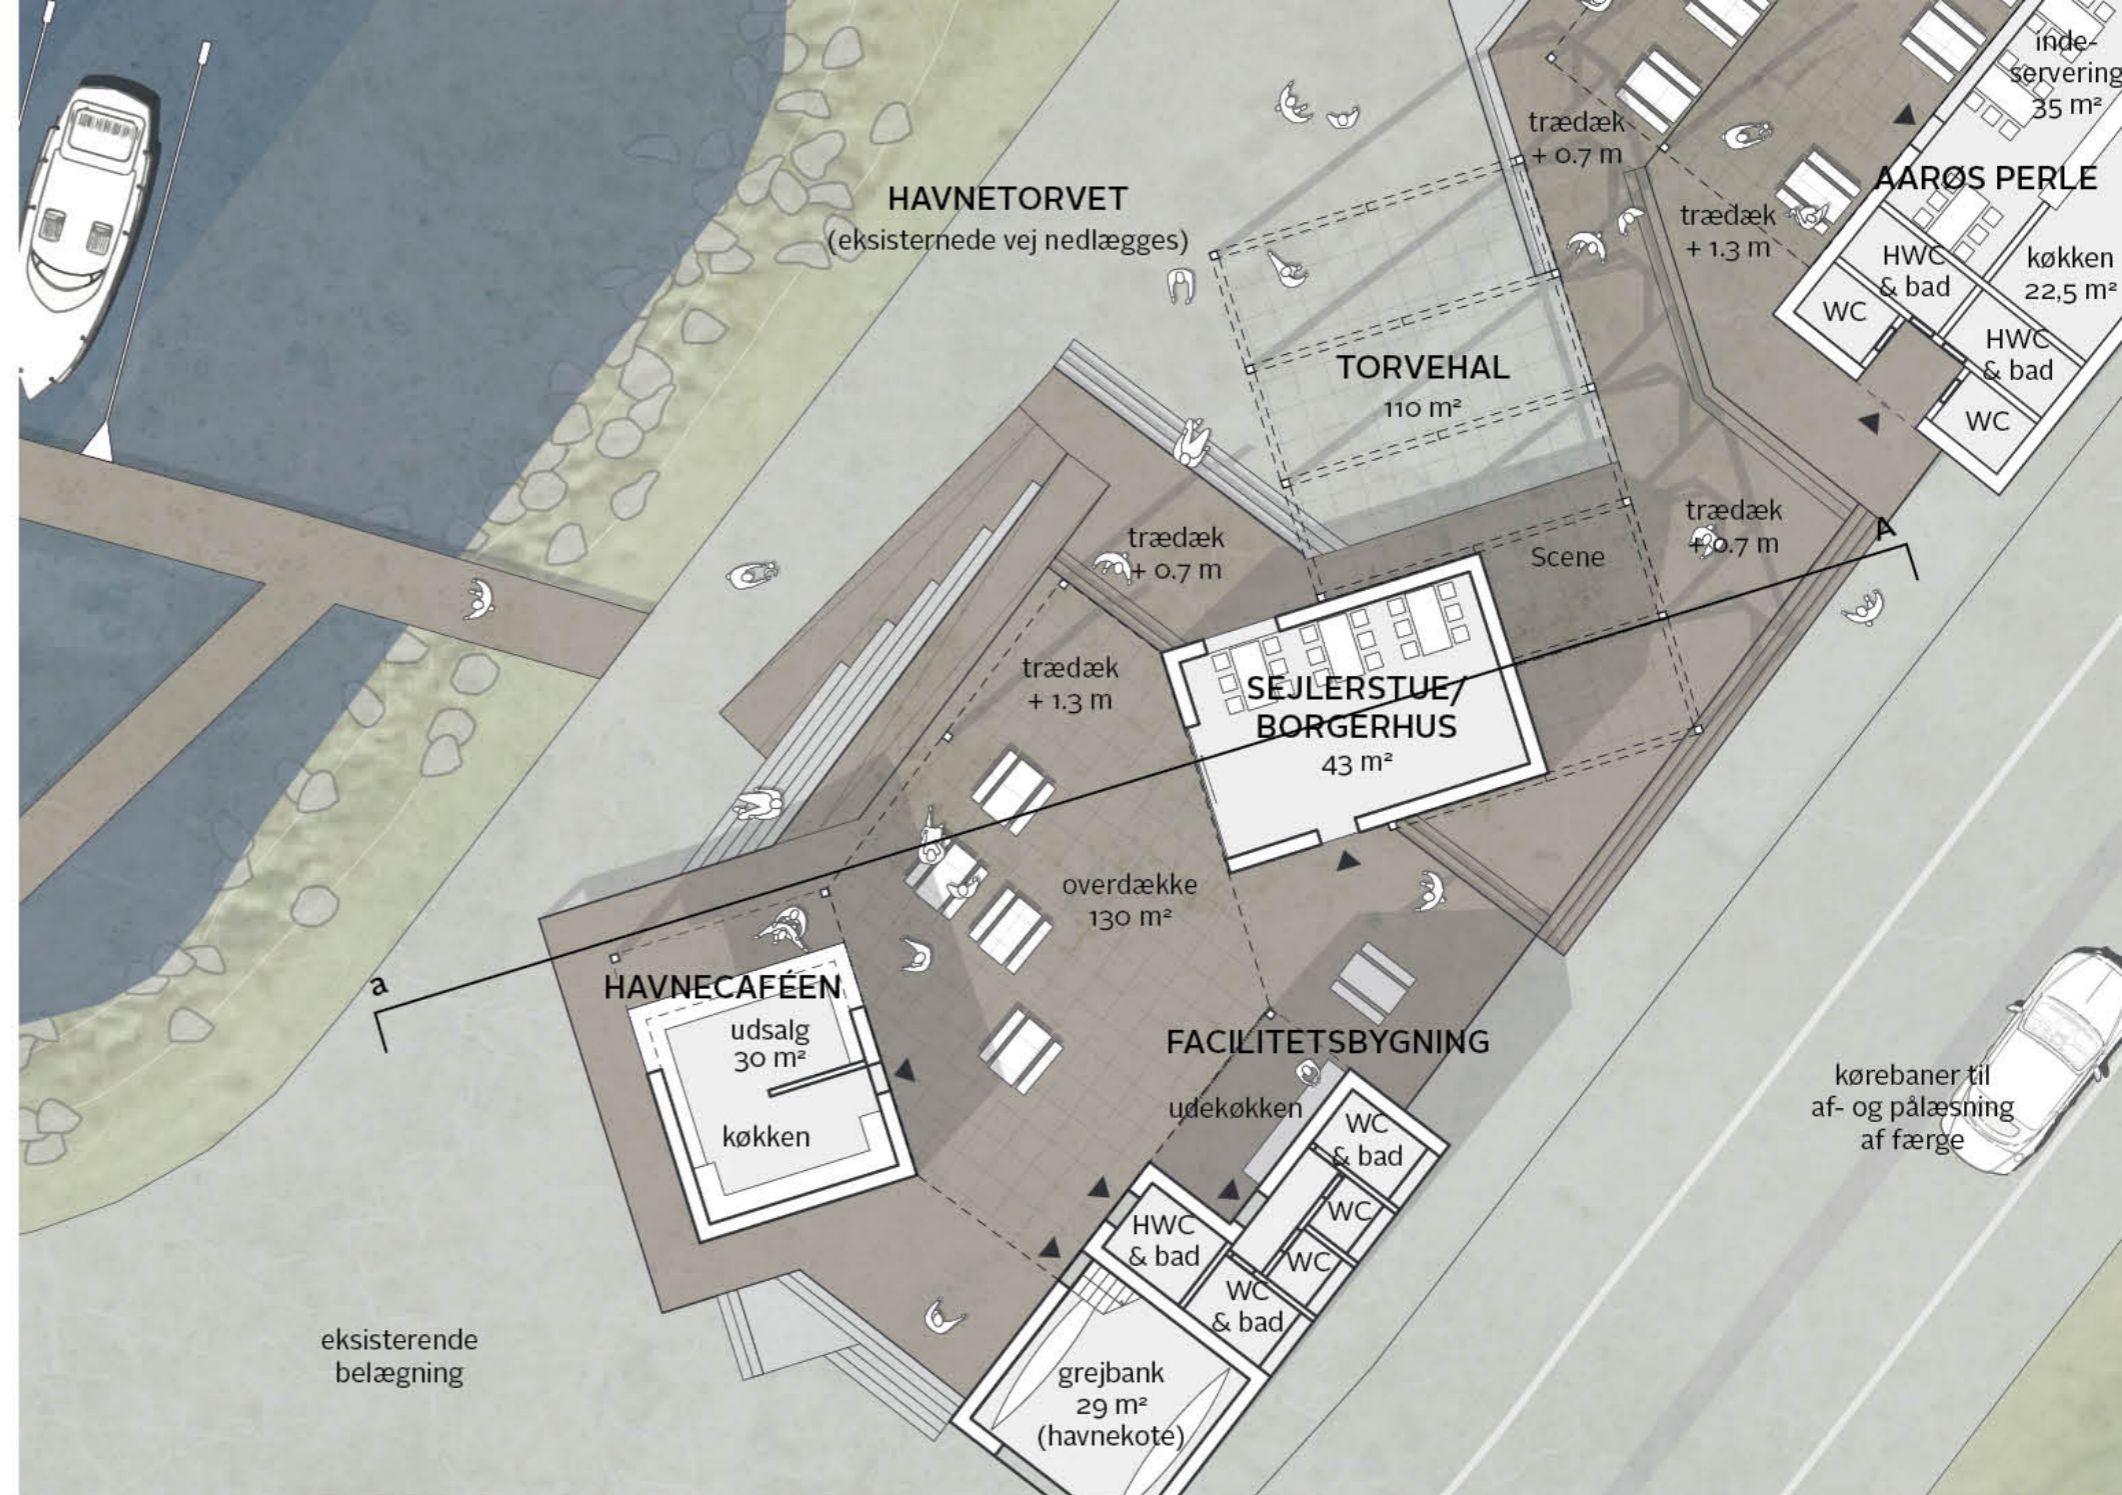 inde-
servering
35 m²
trædæk
+ 0.7 m
AARØS PERLE
HAVNETORVET
(eksisternede vej nedlægges)
trædæk
+ 1.3 m
HWC
& bad
køkken
22,5 m²
WC
HWC
& bad
WC
TORVEHAL
110 m²
trædæk
+ 0.7 m
A
trædæk
+ 0.7 m
Scene
trædæk
+ 1.3 m
SEJLERSTUE/
BORGERHUS
43 m²
overdække
130 m²
a
HAVNECAFÉEN
udsalg
30 m²
køkken
FACILITETSBYGNING
udekøkken
WC
& bad
WC
WC
HWC
& bad
WC
& bad
kørebaner til
af- og pålæsning
af færge
eksisterende
belægning
grejbank
29 m²
(havnekote)